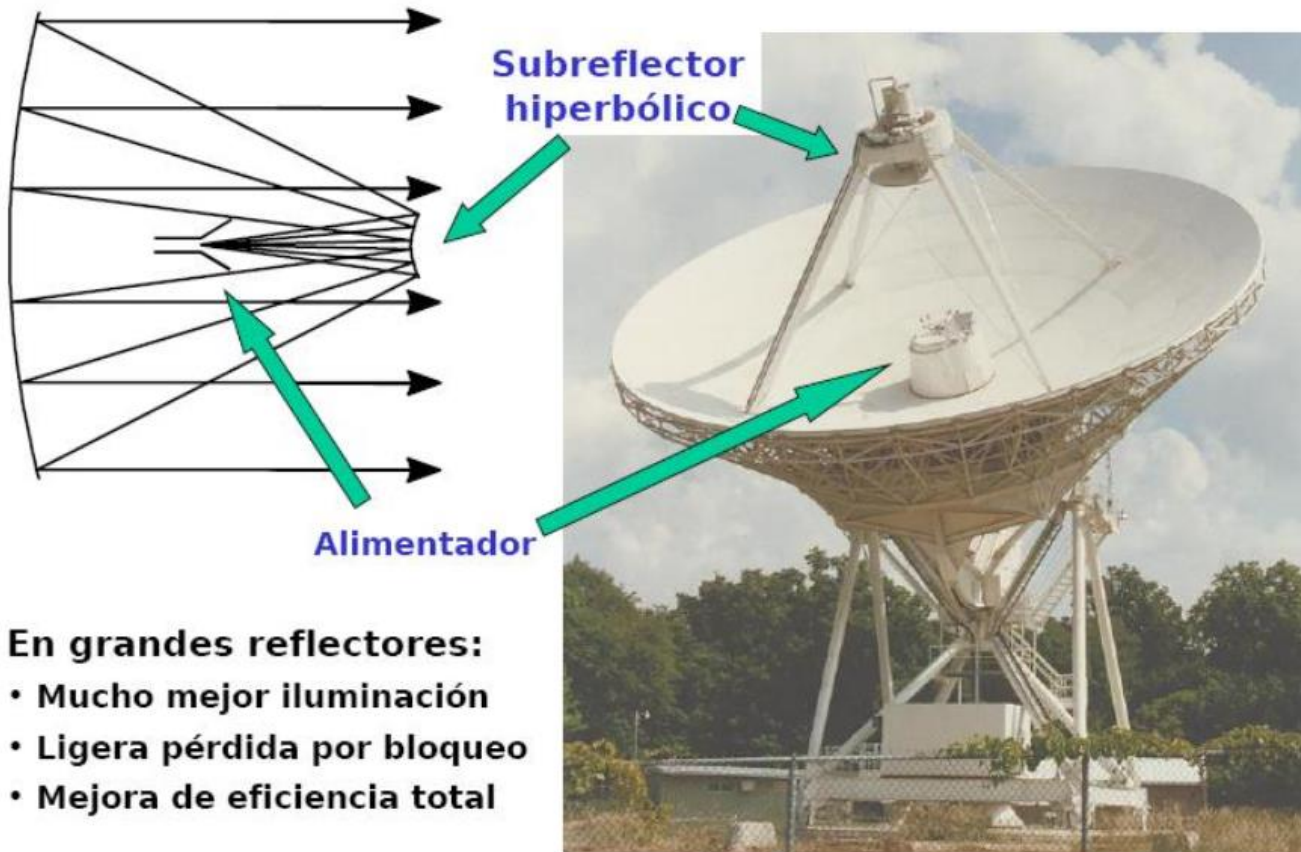 Subreflector
hiperbólico
Alimentador
En grandes reflectores:
• Mucho mejor iluminación
• Ligera pérdida por bloqueo
• Mejora de eficiencia total